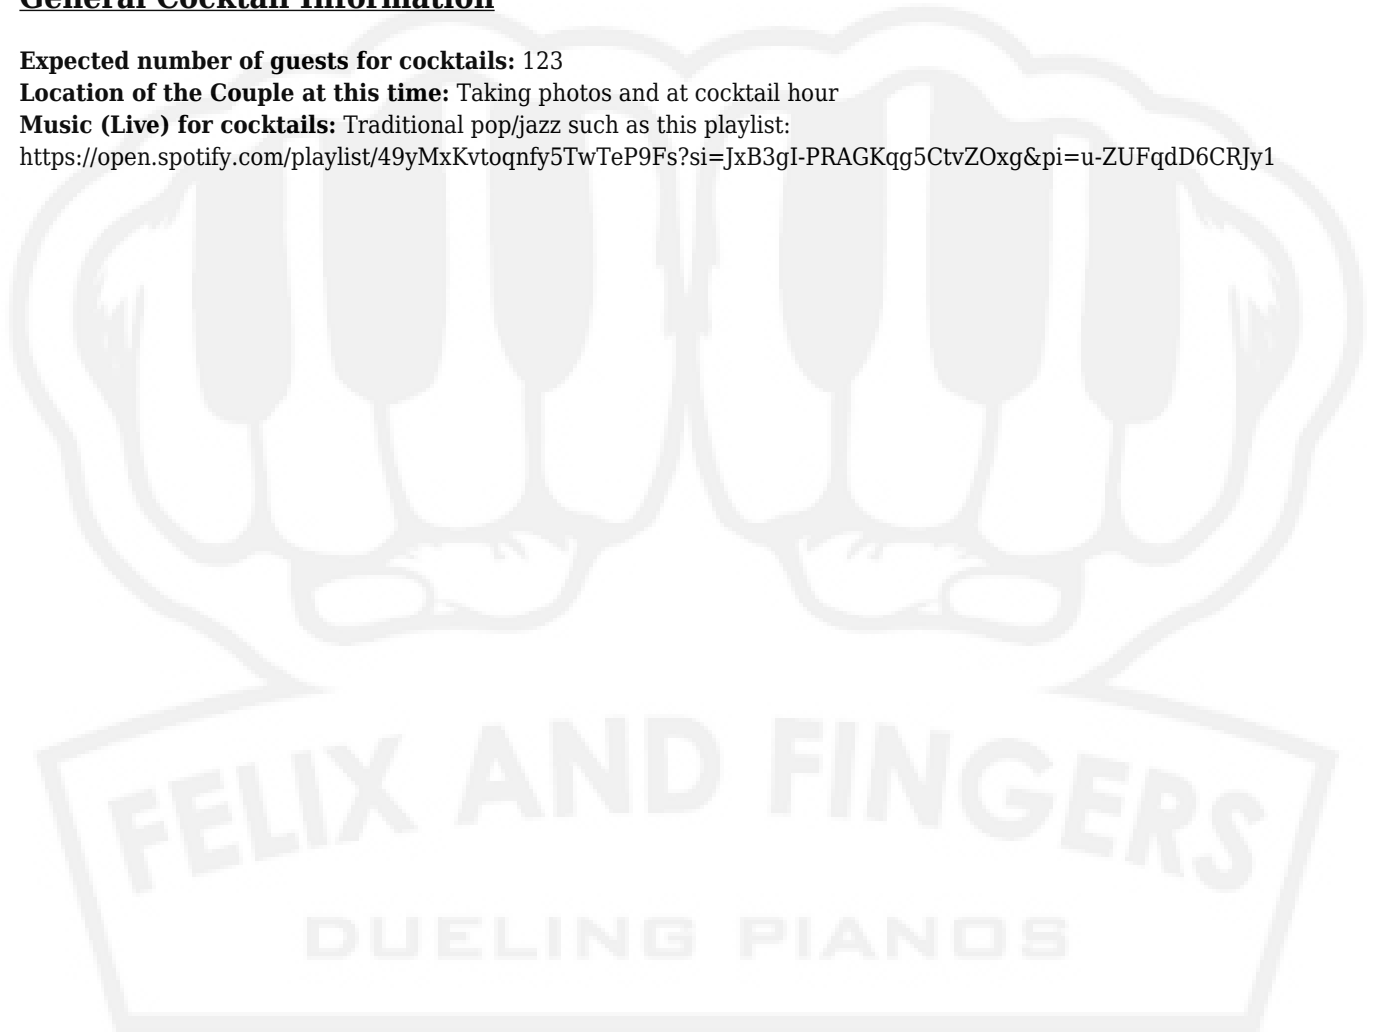 General Cocktail Information
Expected number of guests for cocktails: 123
Location of the Couple at this time: Taking photos and at cocktail hour
Music (Live) for cocktails: Traditional pop/jazz such as this playlist:
https://open.spotify.com/playlist/49yMxKvtoqnfy5TwTeP9Fs?si=JxB3gI-PRAGKqg5CtvZOxg&pi=u-ZUFqdD6CRJy1
FELIX AND FINGERS
DUELING PIANOS